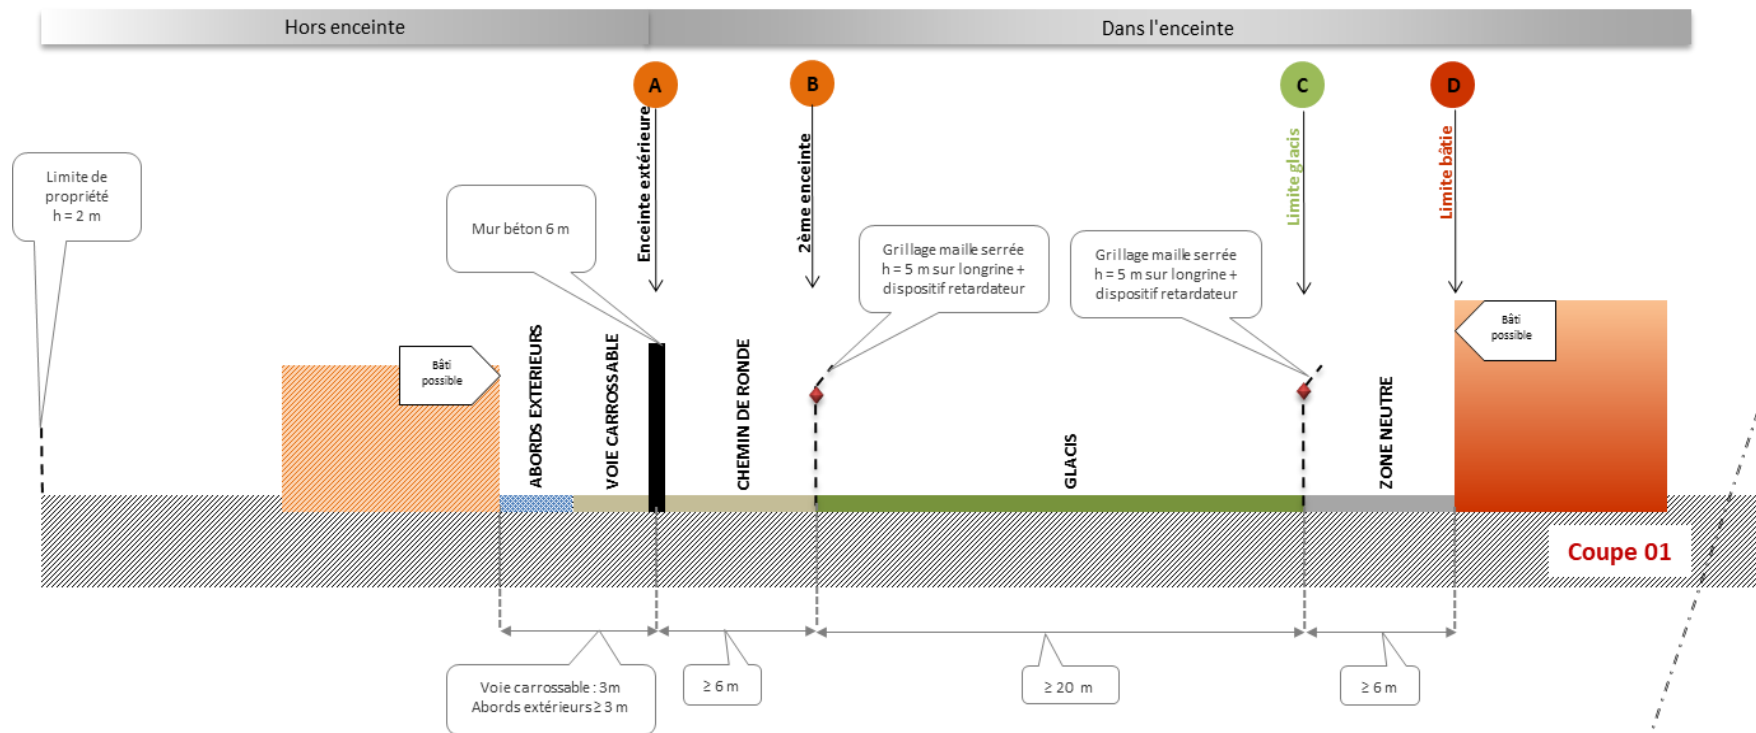 Hors enceinte
Dans l'enceinte
A
B
C
D
Enceinte extérieure
2ème enceinte
Limite glacis
Limite bâtie
Limite de
propriété
h = 2 m
Mur béton 6 m
Grillage maille serrée
h = 5 m sur longrine +
dispositif retardateur
Grillage maille serrée
h = 5 m sur longrine +
dispositif retardateur
Bâti
possible
Bâti
possible
ABORDS EXTERIEURS
VOIE CARROSSABLE
CHEMIN DE RONDE
GLACIS
ZONE NEUTRE
Coupe 01
Voie carrossable : 3m
Abords extérieurs ≥ 3 m
≥ 6 m
≥ 20 m
≥ 6 m